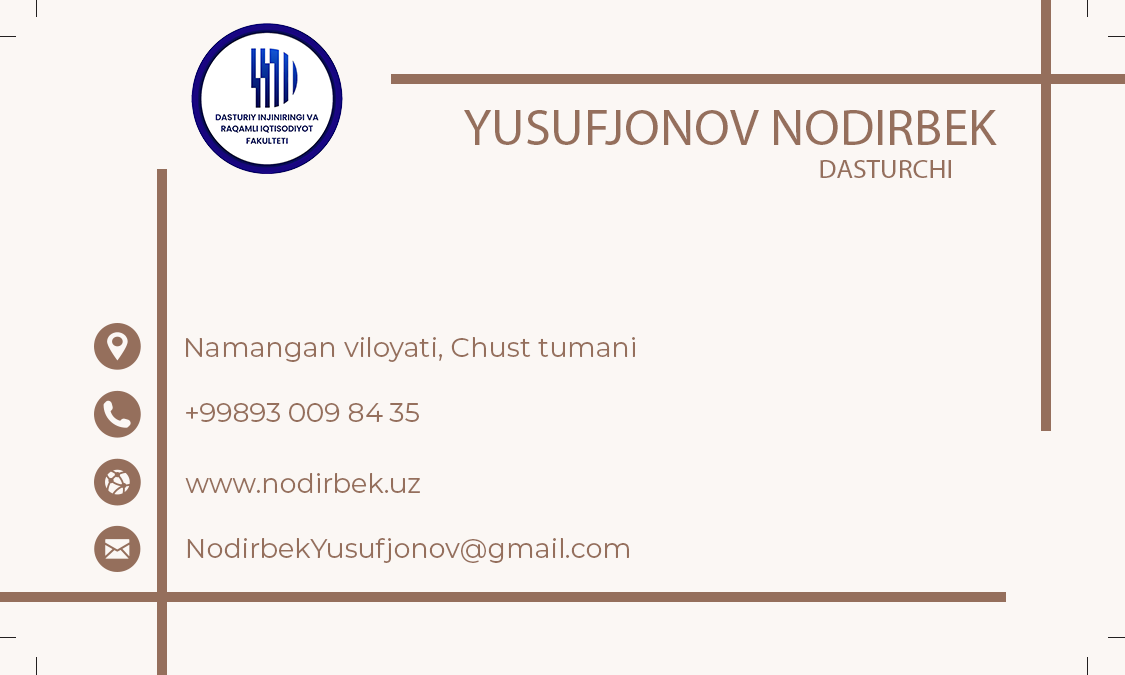 DASTURIY INJINIRINGI VA
RAQAMLI IQTISODIYOT
FAKULTETI
YUSUFJONOV NODIRBEK
DASTURCHI
Namangan viloyati, Chust tumani
+99893 009 84 35
www.nodirbek.uz
NodirbekYusufjonov@gmail.com